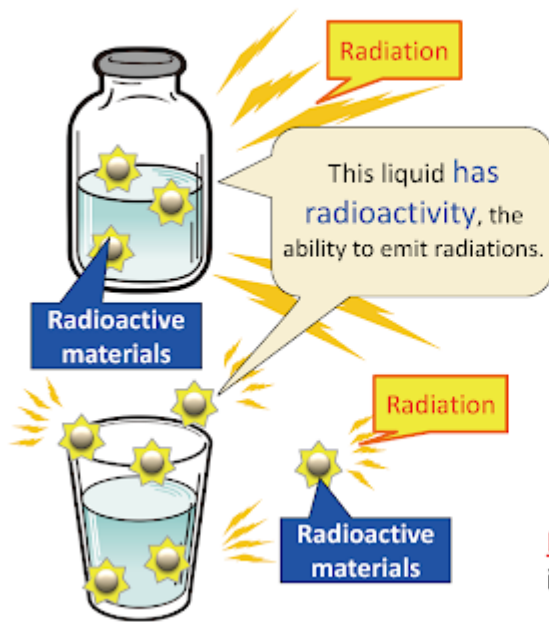 Radiation
This liquid has
radioactivity, the
ability to emit radiations.
Radioactive
materials
Radiation
Radioactive
materials